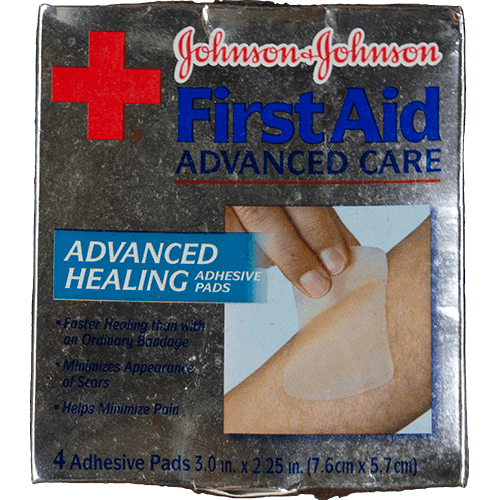 Johnson+Johnson
First Aid
ADVANCED CARE
ADVANCED
HEALING ADHESIVE PADS
• Faster Healing than with
an Ordinary Bandage
• Minimizes Appearance
of Scars
• Helps Minimize Pain
4 Adhesive Pads 3.0 in. x 2.25 in. (7.6cm x 5.7cm)